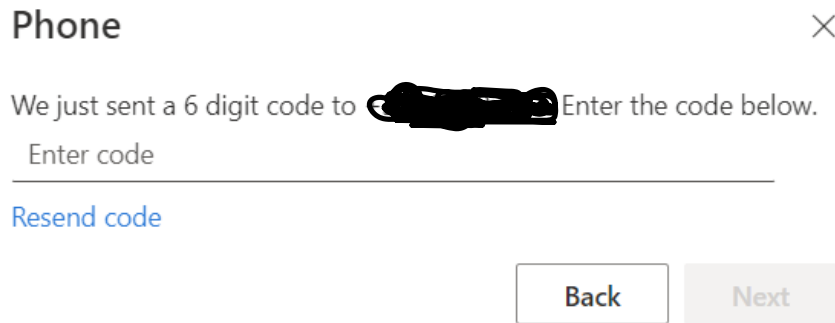 Phone
We just sent a 6 digit code to Enter the code below.
Enter code
Resend code
Back Next